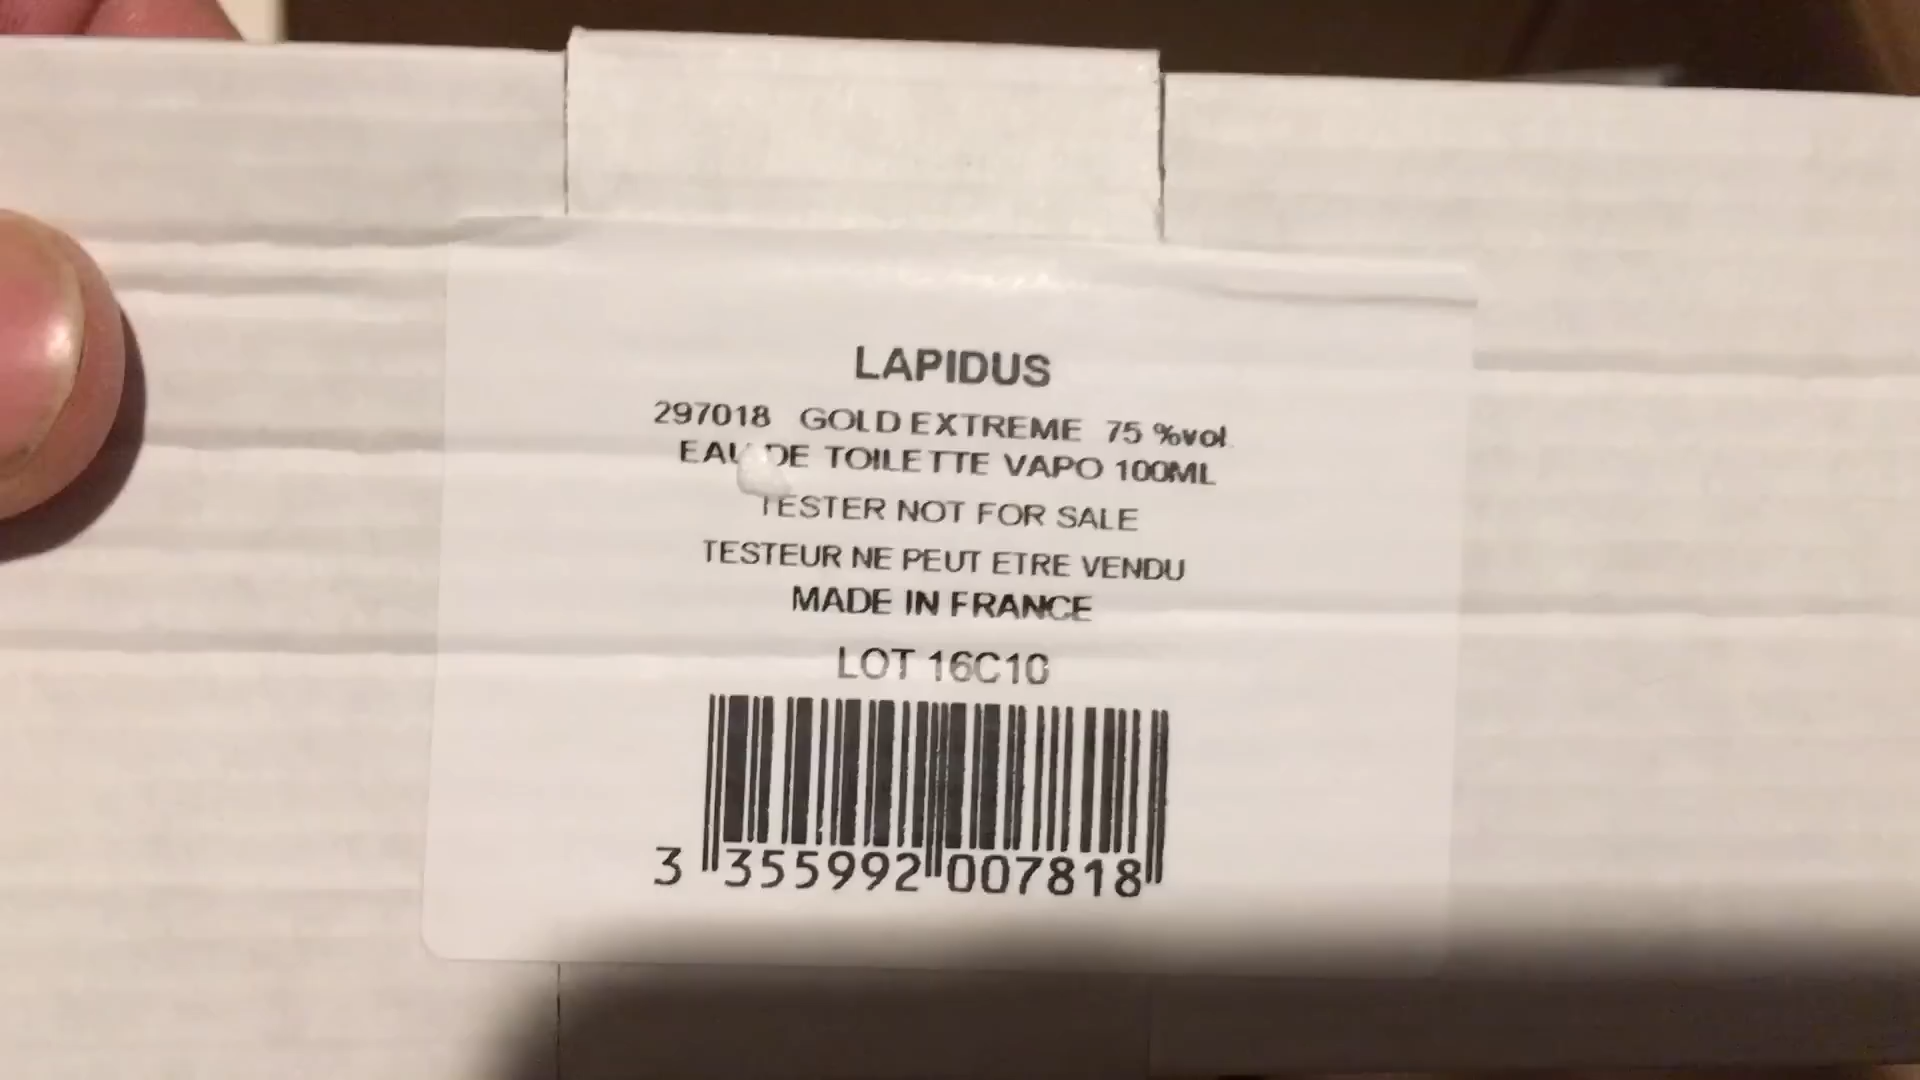 LAPIDUS
297018 GOLD EXTREME 75 %vol
EAU DE TOILETTE VAPO 100ML
TESTER NOT FOR SALE
TESTEUR NE PEUT ETRE VENDU
MADE IN FRANCE
LOT 16C10
3 355992 007818